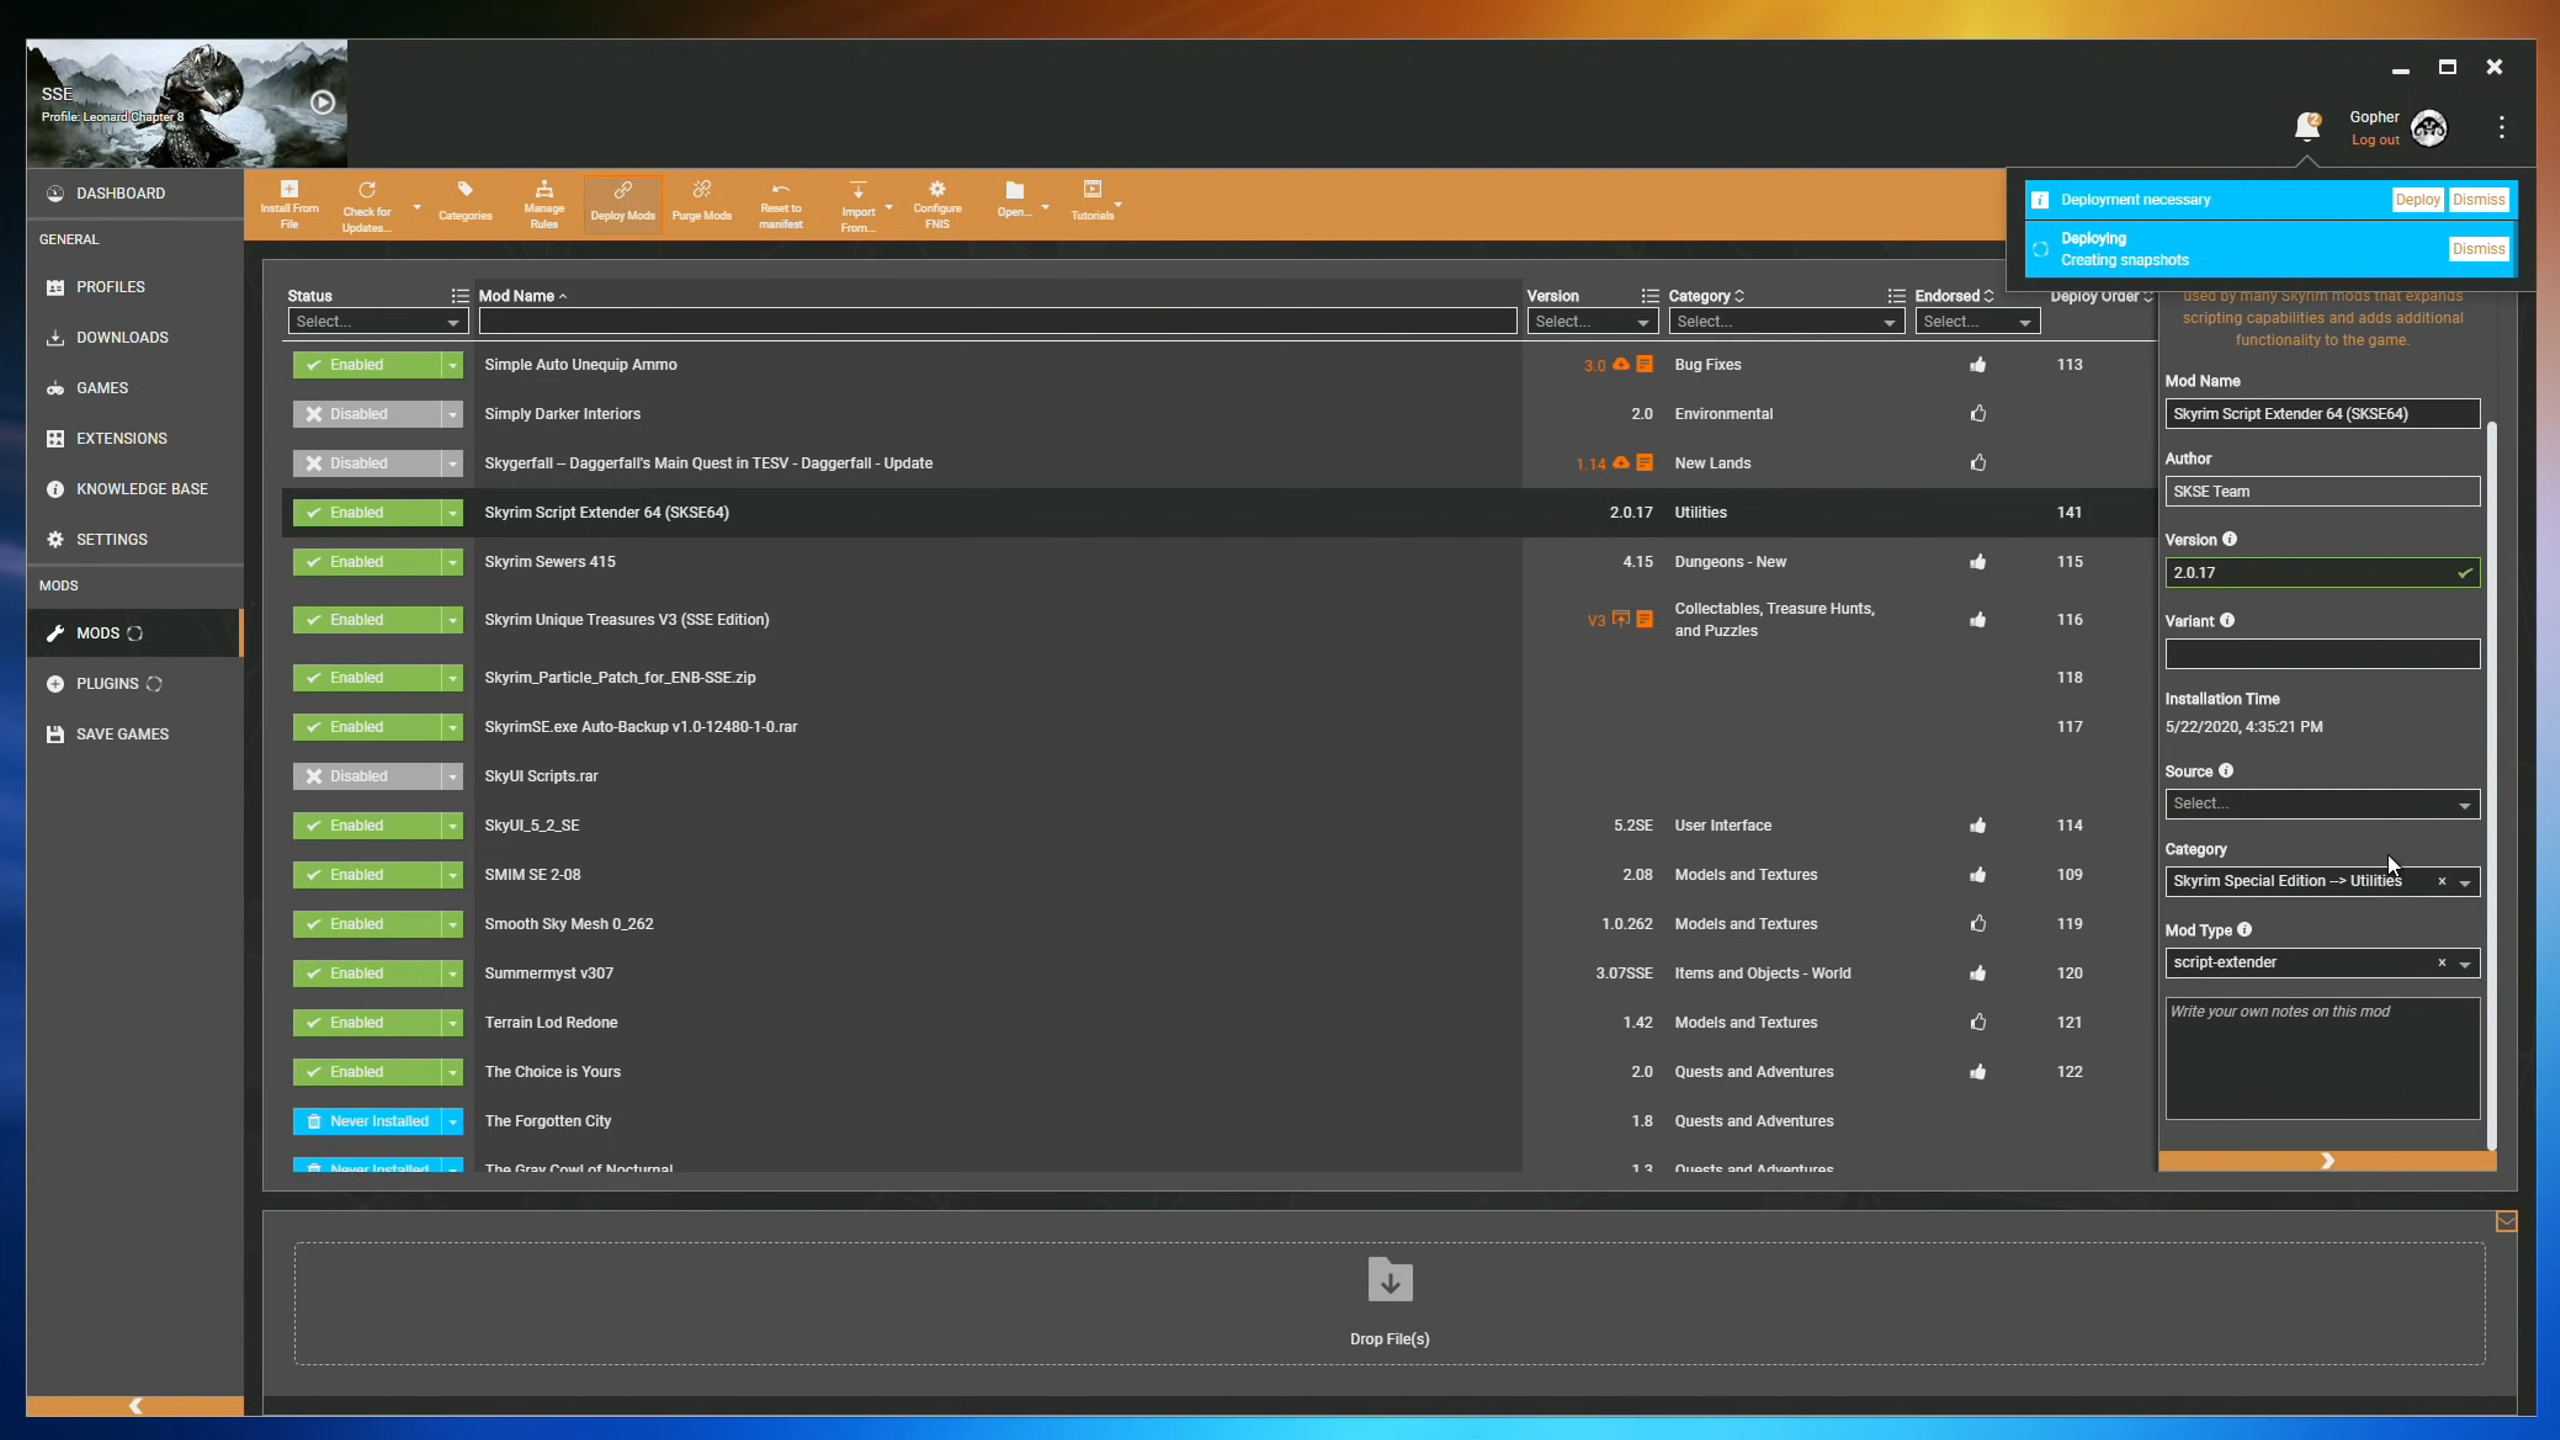 SSE
Profile: Leonard Chapter 8
2
Gopher
Log out
DASHBOARD
GENERAL
PROFILES
DOWNLOADS
GAMES
EXTENSIONS
KNOWLEDGE BASE
SETTINGS
MODS
MODS
PLUGINS
SAVE GAMES
Install From File
Check for Updates...
Categories
Manage Rules
Deploy Mods
Purge Mods
Reset to manifest
Import From...
Configure FNIS
Open...
Tutorials
Deployment necessary Deploy Dismiss
Deploying Dismiss
Creating snapshots
Status Mod Name Version Category Endorsed Deploy Order
Select... Select... Select... Select...
Enabled Simple Auto Unequip Ammo 3.0 Bug Fixes 113
Disabled Simply Darker Interiors 2.0 Environmental
Disabled Skygerfall -- Daggerfall's Main Quest in TESV - Daggerfall - Update 1.14 New Lands
Enabled Skyrim Script Extender 64 (SKSE64) 2.0.17 Utilities 141
Enabled Skyrim Sewers 415 4.15 Dungeons - New 115
Enabled Skyrim Unique Treasures V3 (SSE Edition) V3 Collectables, Treasure Hunts, and Puzzles 116
Enabled Skyrim_Particle_Patch_for_ENB-SSE.zip 118
Enabled SkyrimSE.exe Auto-Backup v1.0-12480-1-0.rar 117
Disabled SkyUI Scripts.rar
Enabled SkyUI_5_2_SE 5.2SE User Interface 114
Enabled SMIM SE 2-08 2.08 Models and Textures 109
Enabled Smooth Sky Mesh 0_262 1.0.262 Models and Textures 119
Enabled Summermyst v307 3.07SSE Items and Objects - World 120
Enabled Terrain Lod Redone 1.42 Models and Textures 121
Enabled The Choice is Yours 2.0 Quests and Adventures 122
Never Installed The Forgotten City 1.8 Quests and Adventures
Never Installed The Gray Cowl of Nocturnal 1.3 Quests and Adventures
used by many Skyrim mods that expands
scripting capabilities and adds additional
functionality to the game.
Mod Name
Skyrim Script Extender 64 (SKSE64)
Author
SKSE Team
Version
2.0.17
Variant
Installation Time
5/22/2020, 4:35:21 PM
Source
Select...
Category
Skyrim Special Edition --> Utilities
Mod Type
script-extender
Write your own notes on this mod
Drop File(s)